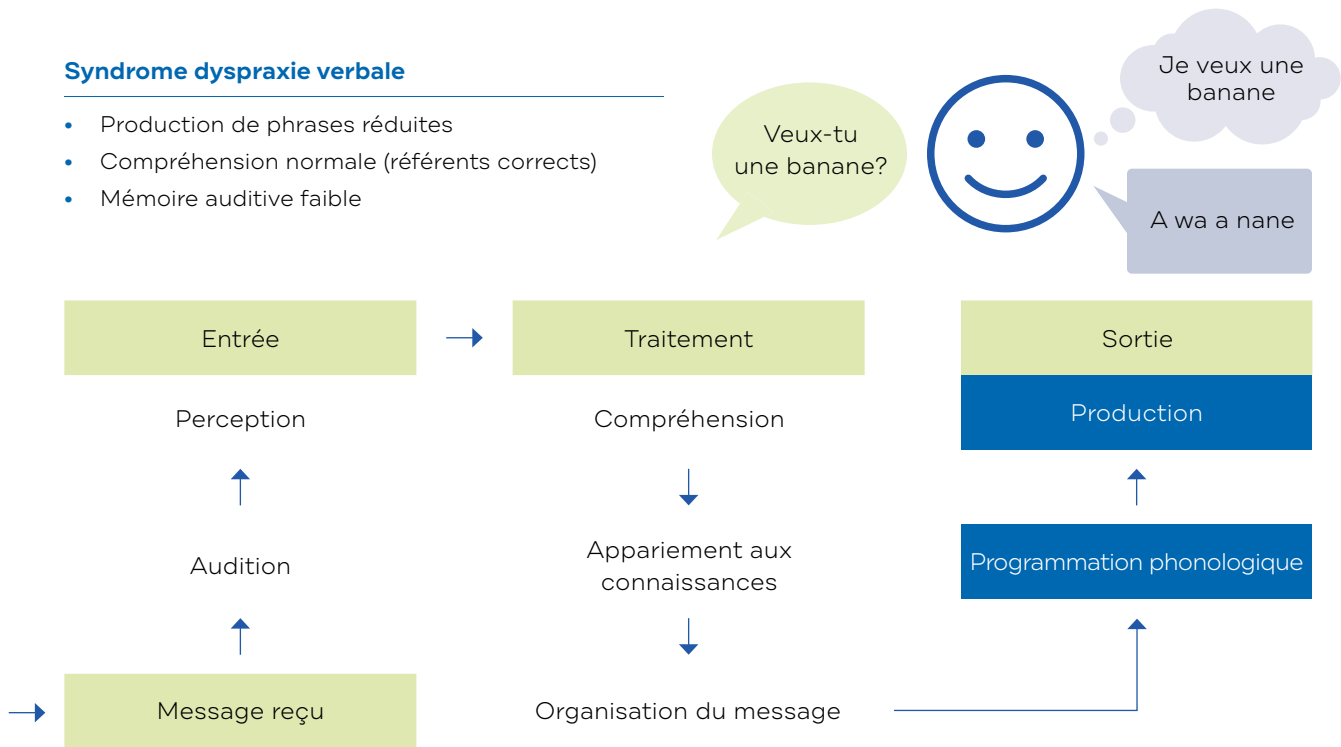 Syndrome dyspraxie verbale
• Production de phrases réduites
• Compréhension normale (référents corrects)
• Mémoire auditive faible
Veux-tu
une banane?
Je veux une
banane
A wa a nane
Entrée
Traitement
Sortie
Perception
Compréhension
Production
Audition
Appariement aux
connaissances
Programmation phonologique
Message reçu
Organisation du message